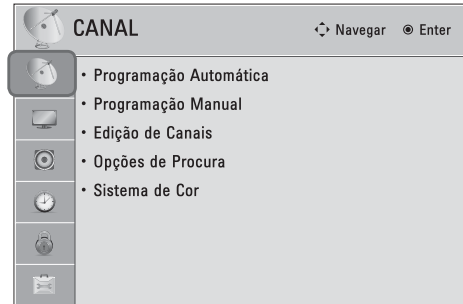 CANAL
Navegar
Enter
• Programação Automática
• Programação Manual
• Edição de Canais
• Opções de Procura
• Sistema de Cor